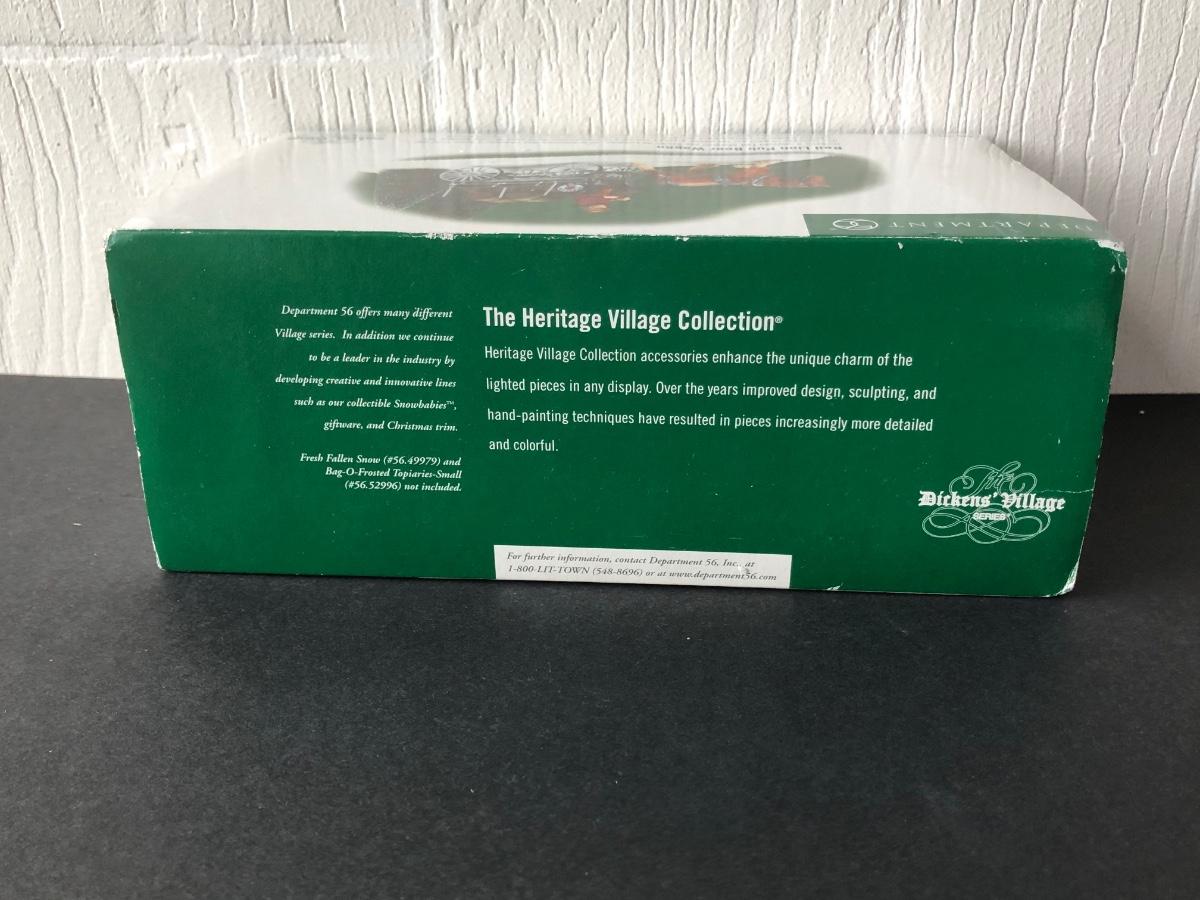 DEPARTMENT 56
Department 56 offers many different
Village series. In addition we continue
to be a leader in the industry by
developing creative and innovative lines
such as our collectible Snowbabies™,
giftware, and Christmas trim.
Fresh Fallen Snow (#56.49979) and
Bag-O-Frosted Topiaries-Small
(#56.52996) not included.
The Heritage Village Collection®
Heritage Village Collection accessories enhance the unique charm of the
lighted pieces in any display. Over the years improved design, sculpting, and
hand-painting techniques have resulted in pieces increasingly more detailed
and colorful.
The
Dickens' Village
SERIES
For further information, contact Department 56, Inc., at
1-800-LIT-TOWN (548-8696) or at www.department56.com